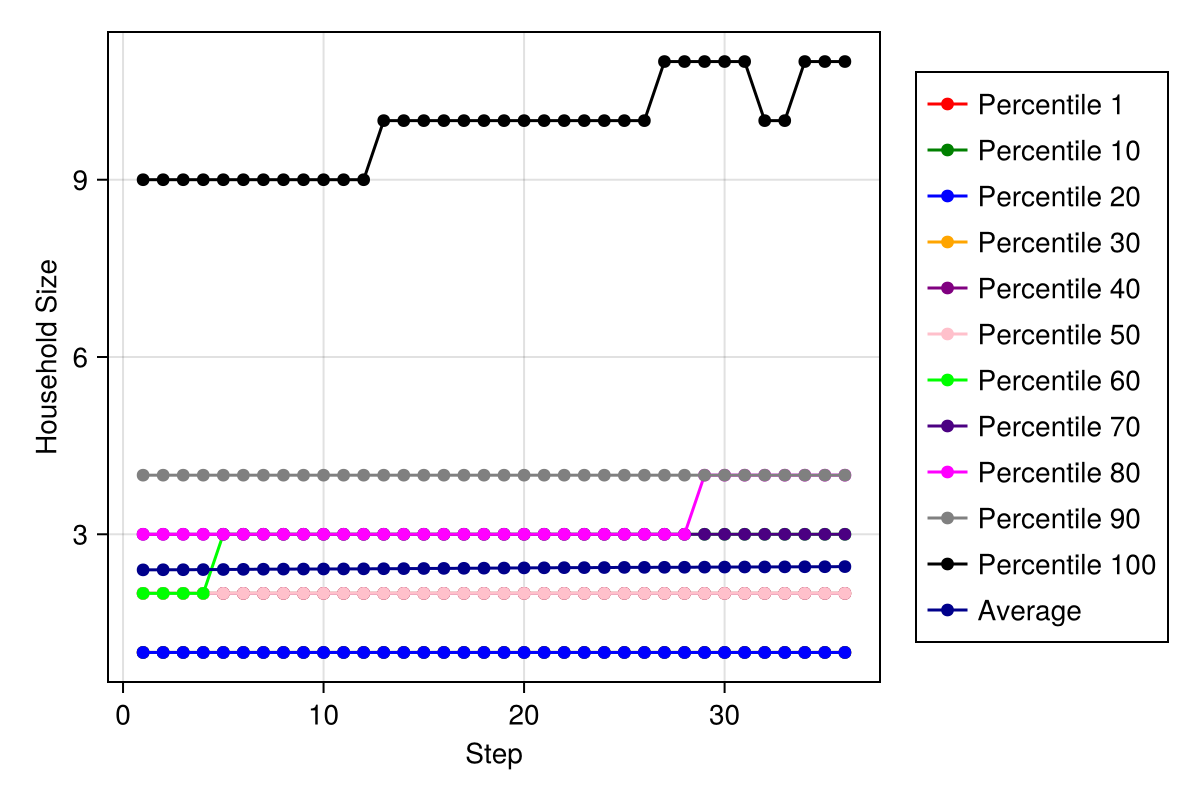 Household Size
9
6
3
0
10
20
30
Step
Percentile 1
Percentile 10
Percentile 20
Percentile 30
Percentile 40
Percentile 50
Percentile 60
Percentile 70
Percentile 80
Percentile 90
Percentile 100
Average